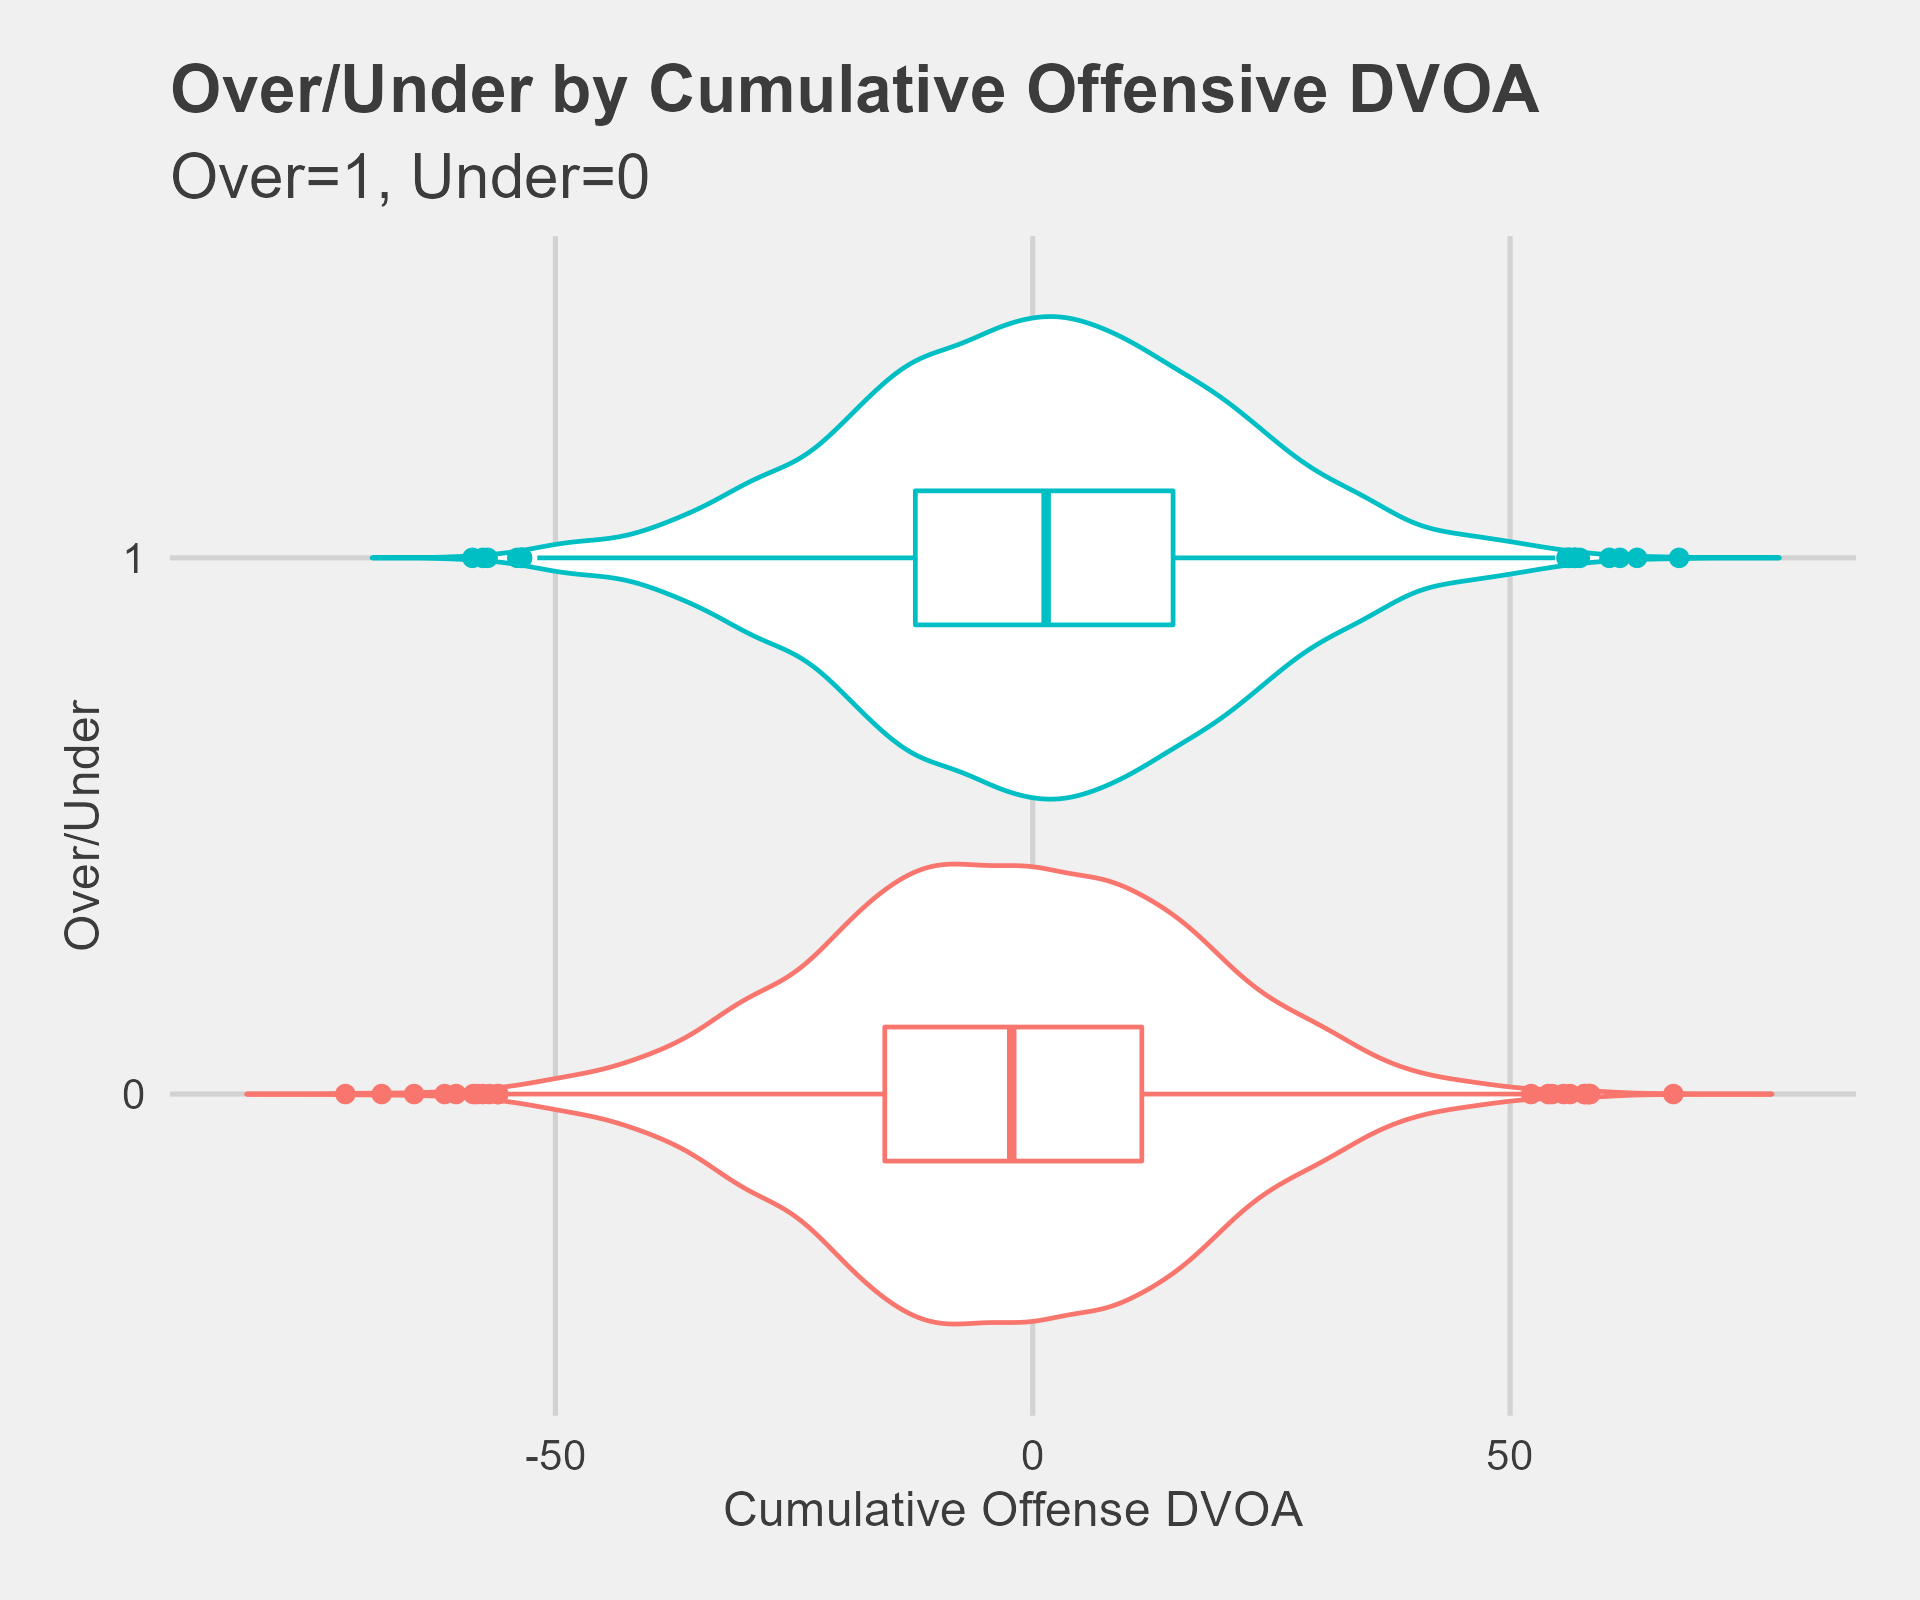 Over/Under by Cumulative Offensive DVOA
Over=1, Under=0
Over/Under
1
0
-50 0 50
Cumulative Offense DVOA